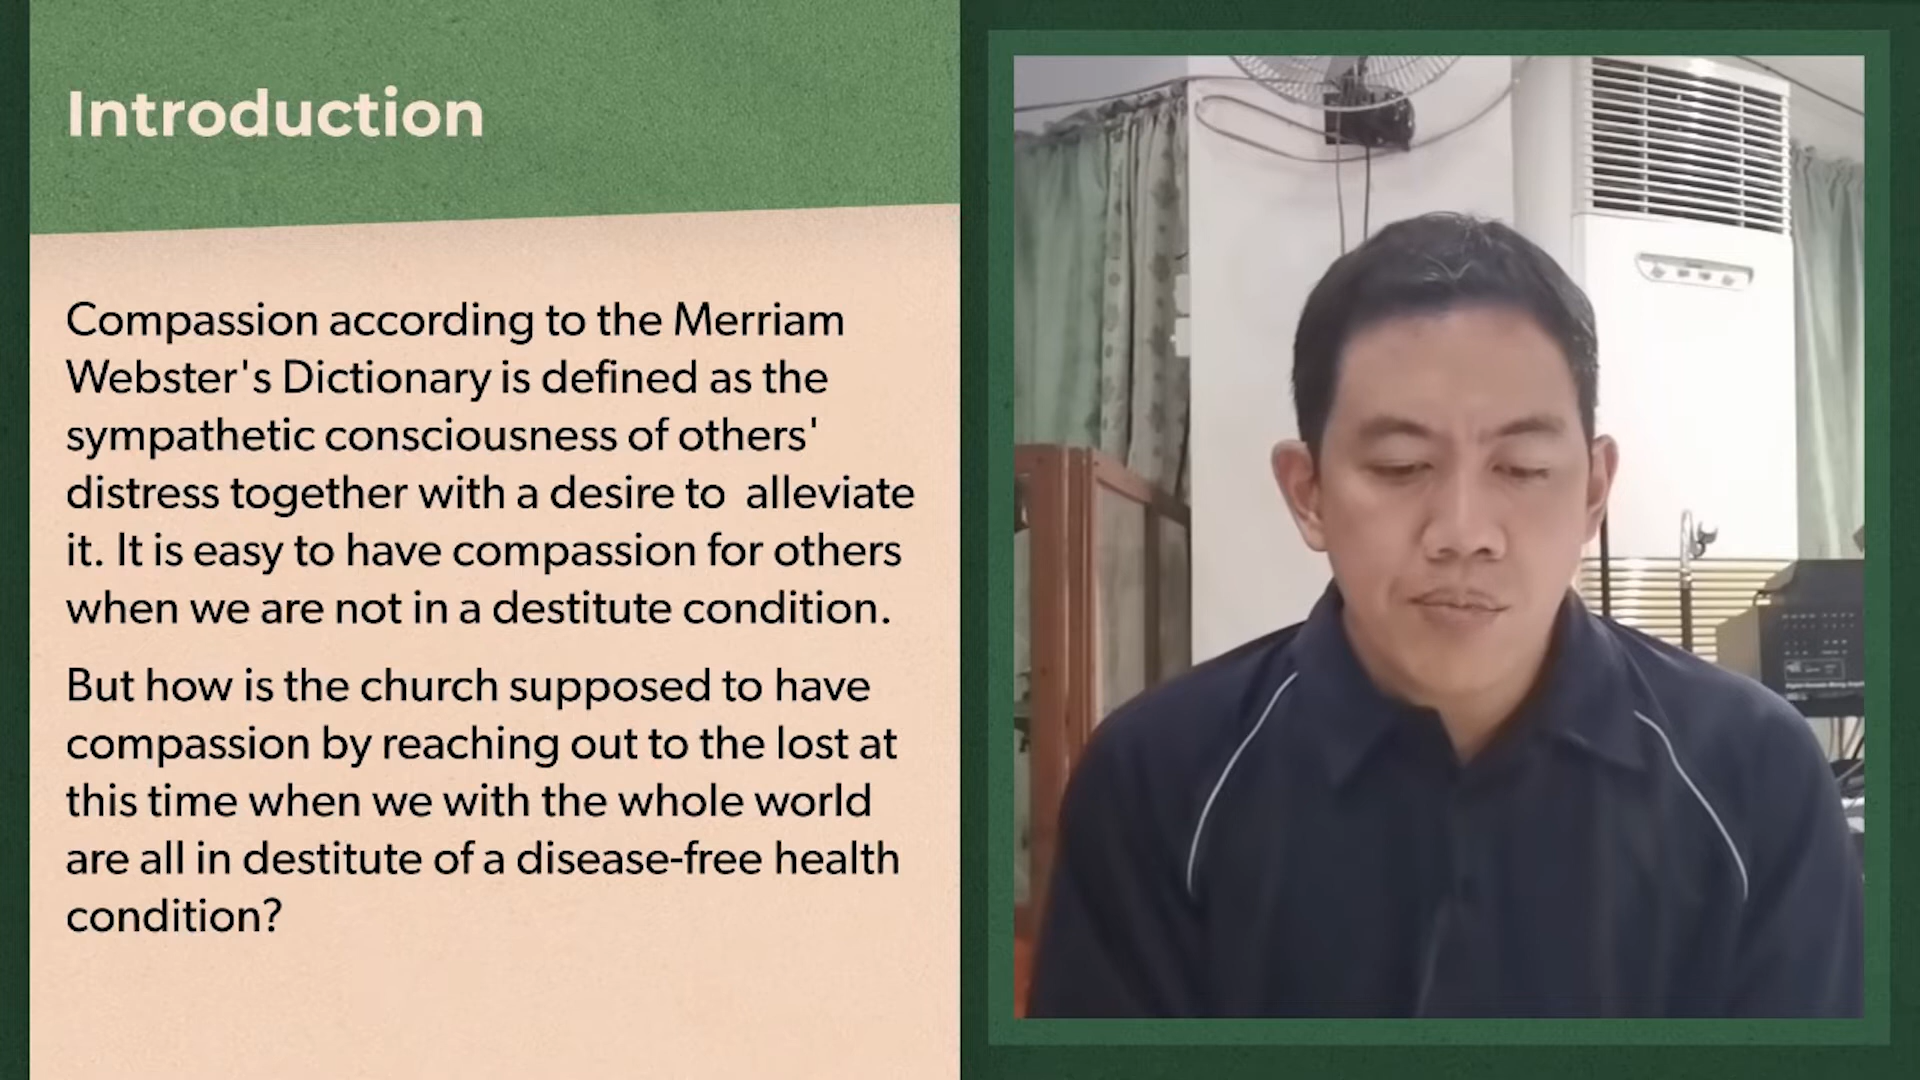 Introduction
Compassion according to the Merriam
Webster's Dictionary is defined as the
sympathetic consciousness of others'
distress together with a desire to  alleviate
it. It is easy to have compassion for others
when we are not in a destitute condition.
But how is the church supposed to have
compassion by reaching out to the lost at
this time when we with the whole world
are all in destitute of a disease-free health
condition?